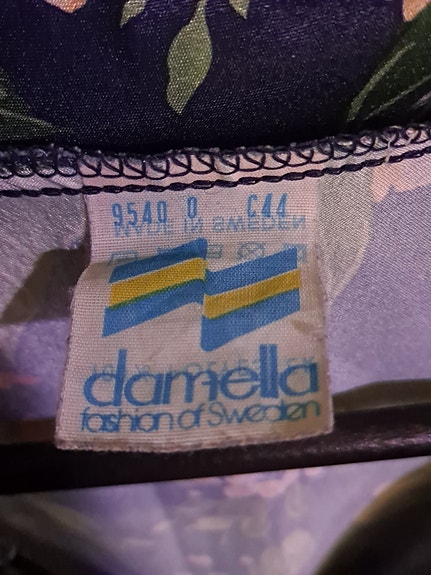 9540 0 C44
MADE IN SWEDEN
damella
fashion of Sweden